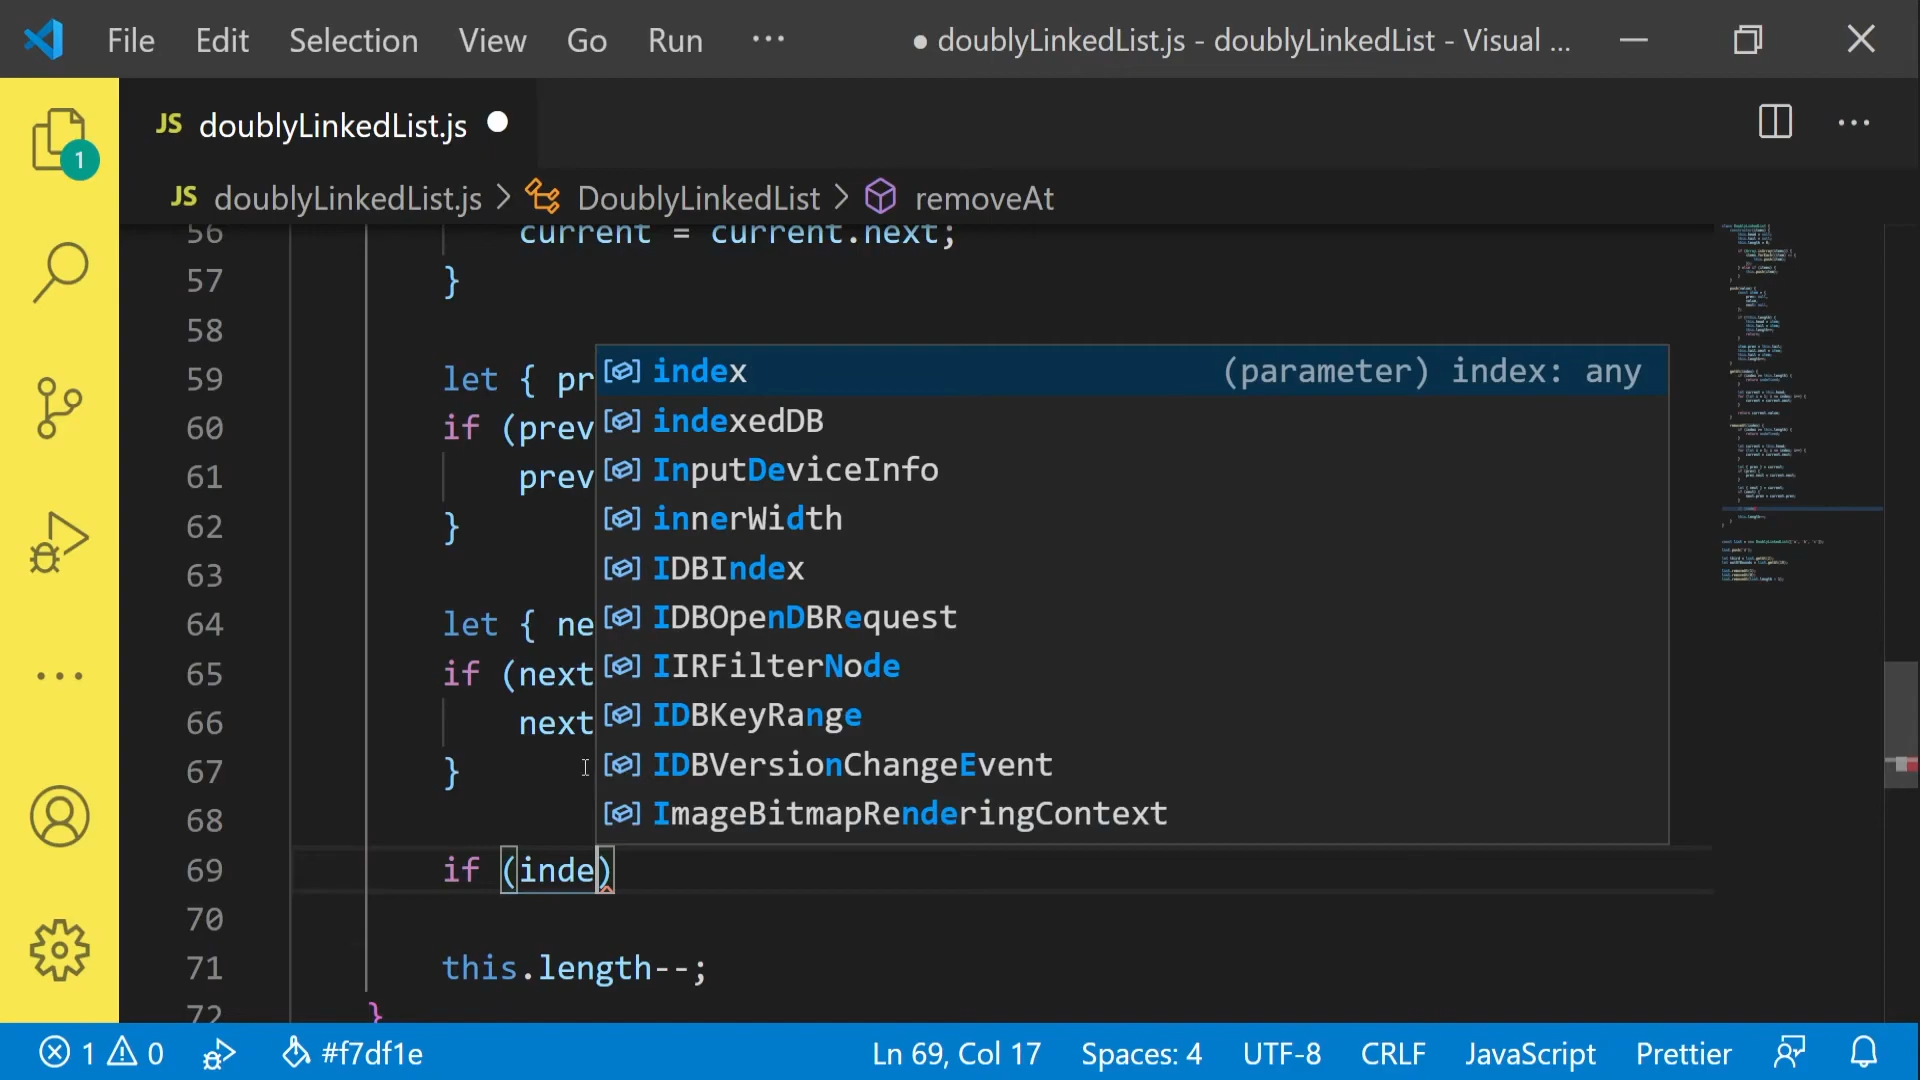 File Edit Selection View Go Run ··· ● doublyLinkedList.js - doublyLinkedList - Visual ...
JS doublyLinkedList.js ●
1
JS doublyLinkedList.js > DoublyLinkedList > removeAt
56 current = current.next;
57 }
58
59 let { pr
60 if (prev
61 prev
62 }
63
64 let { ne
65 if (next
66 next
67 }
68
69 if (inde)
70
71 this.length--;
72 }
index (parameter) index: any
indexedDB
InputDeviceInfo
innerWidth
IDBIndex
IDBOpenDBRequest
IIRFilterNode
IDBKeyRange
IDBVersionChangeEvent
ImageBitmapRenderingContext
1 0 #f7df1e Ln 69, Col 17 Spaces: 4 UTF-8 CRLF JavaScript Prettier